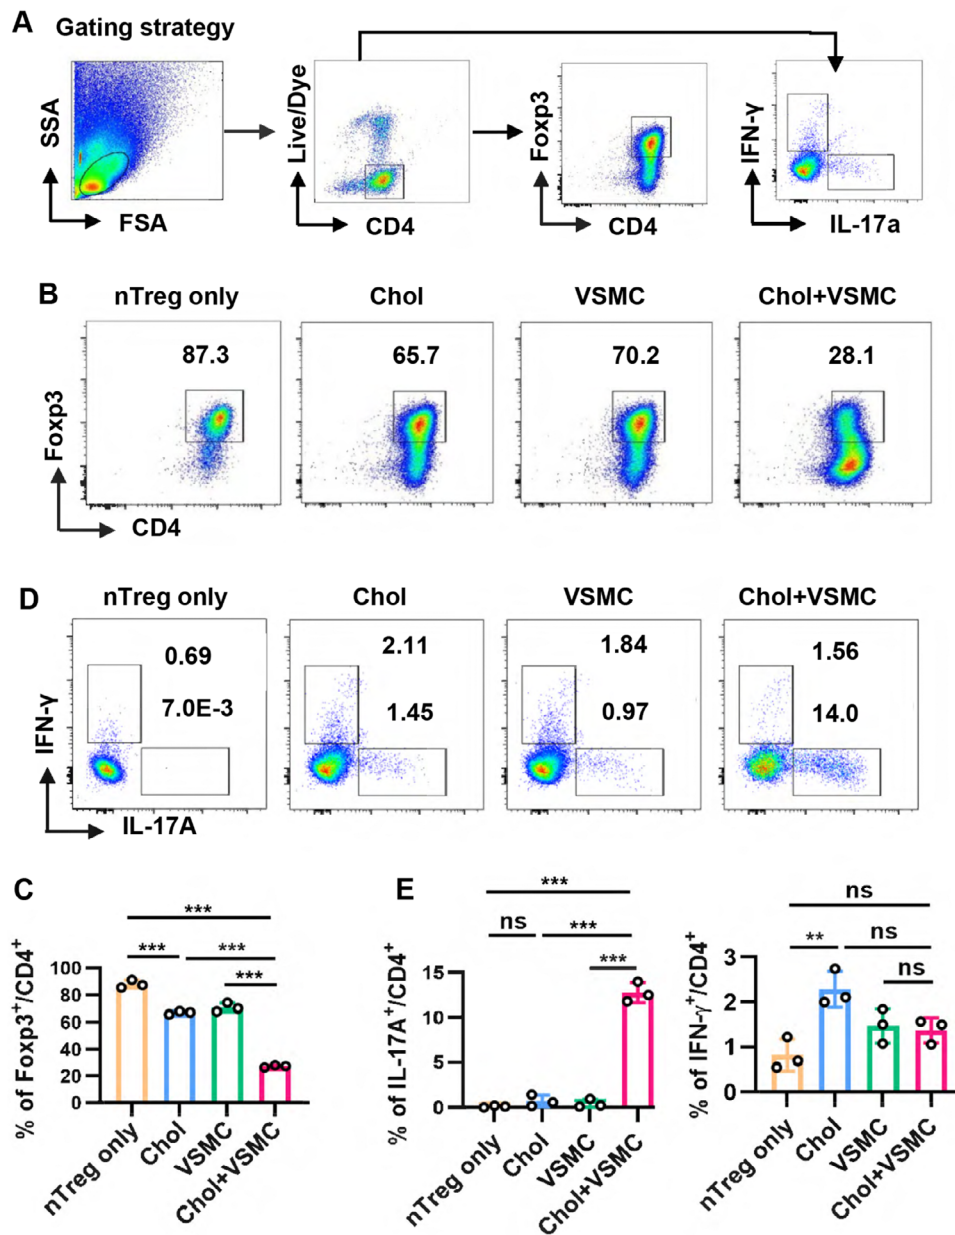 A Gating strategy
SSA
FSA
Live/Dye
CD4
Foxp3
CD4
IFN-γ
IL-17a
B
nTreg only Chol VSMC Chol+VSMC
87.3 65.7 70.2 28.1
Foxp3
CD4
D
nTreg only Chol VSMC Chol+VSMC
0.69 2.11 1.84 1.56
7.0E-3 1.45 0.97 14.0
IFN-γ
IL-17A
C
***
*** ***
***
% of Foxp3+/CD4+
100
80
60
40
20
0
nTreg only Chol VSMC Chol+VSMC
E
***
ns ***
***
% of IL-17A+/CD4+
15
10
5
0
nTreg only Chol VSMC Chol+VSMC
ns
** ns
ns
% of IFN-γ+/CD4+
3
2
1
0
nTreg only Chol VSMC Chol+VSMC